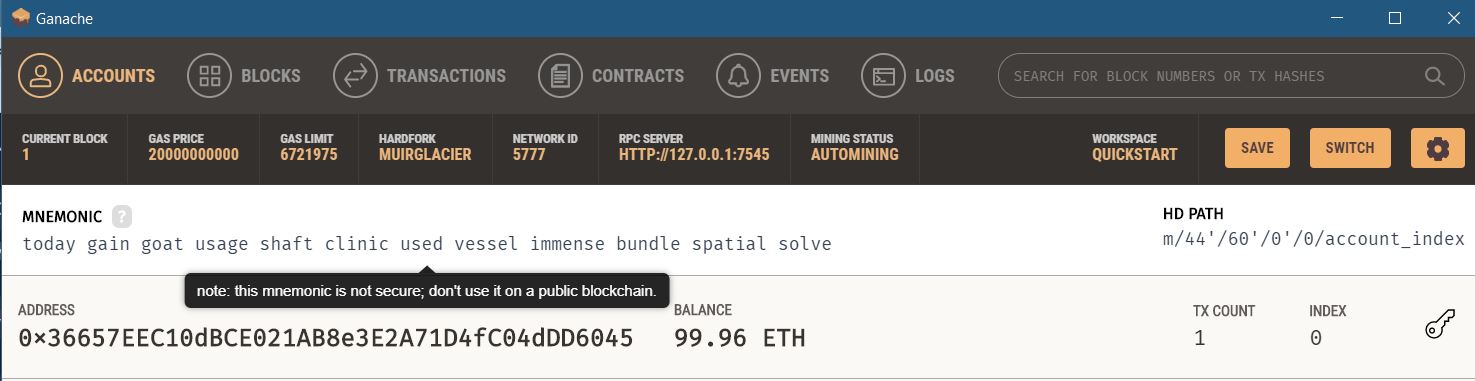 Ganache
ACCOUNTS BLOCKS TRANSACTIONS CONTRACTS EVENTS LOGS SEARCH FOR BLOCK NUMBERS OR TX HASHES
CURRENT BLOCK GAS PRICE GAS LIMIT HARDFORK NETWORK ID RPC SERVER MINING STATUS WORKSPACE
1 20000000000 6721975 MUIRGLACIER 5777 HTTP://127.0.0.1:7545 AUTOMINING QUICKSTART SAVE SWITCH
MNEMONIC ? HD PATH
today gain goat usage shaft clinic used vessel immense bundle spatial solve m/44'/60'/0'/0/account_index
note: this mnemonic is not secure; don't use it on a public blockchain.
ADDRESS BALANCE TX COUNT INDEX
0×36657EEC10dBCE021AB8e3E2A71D4fC04dDD6045 99.96 ETH 1 0